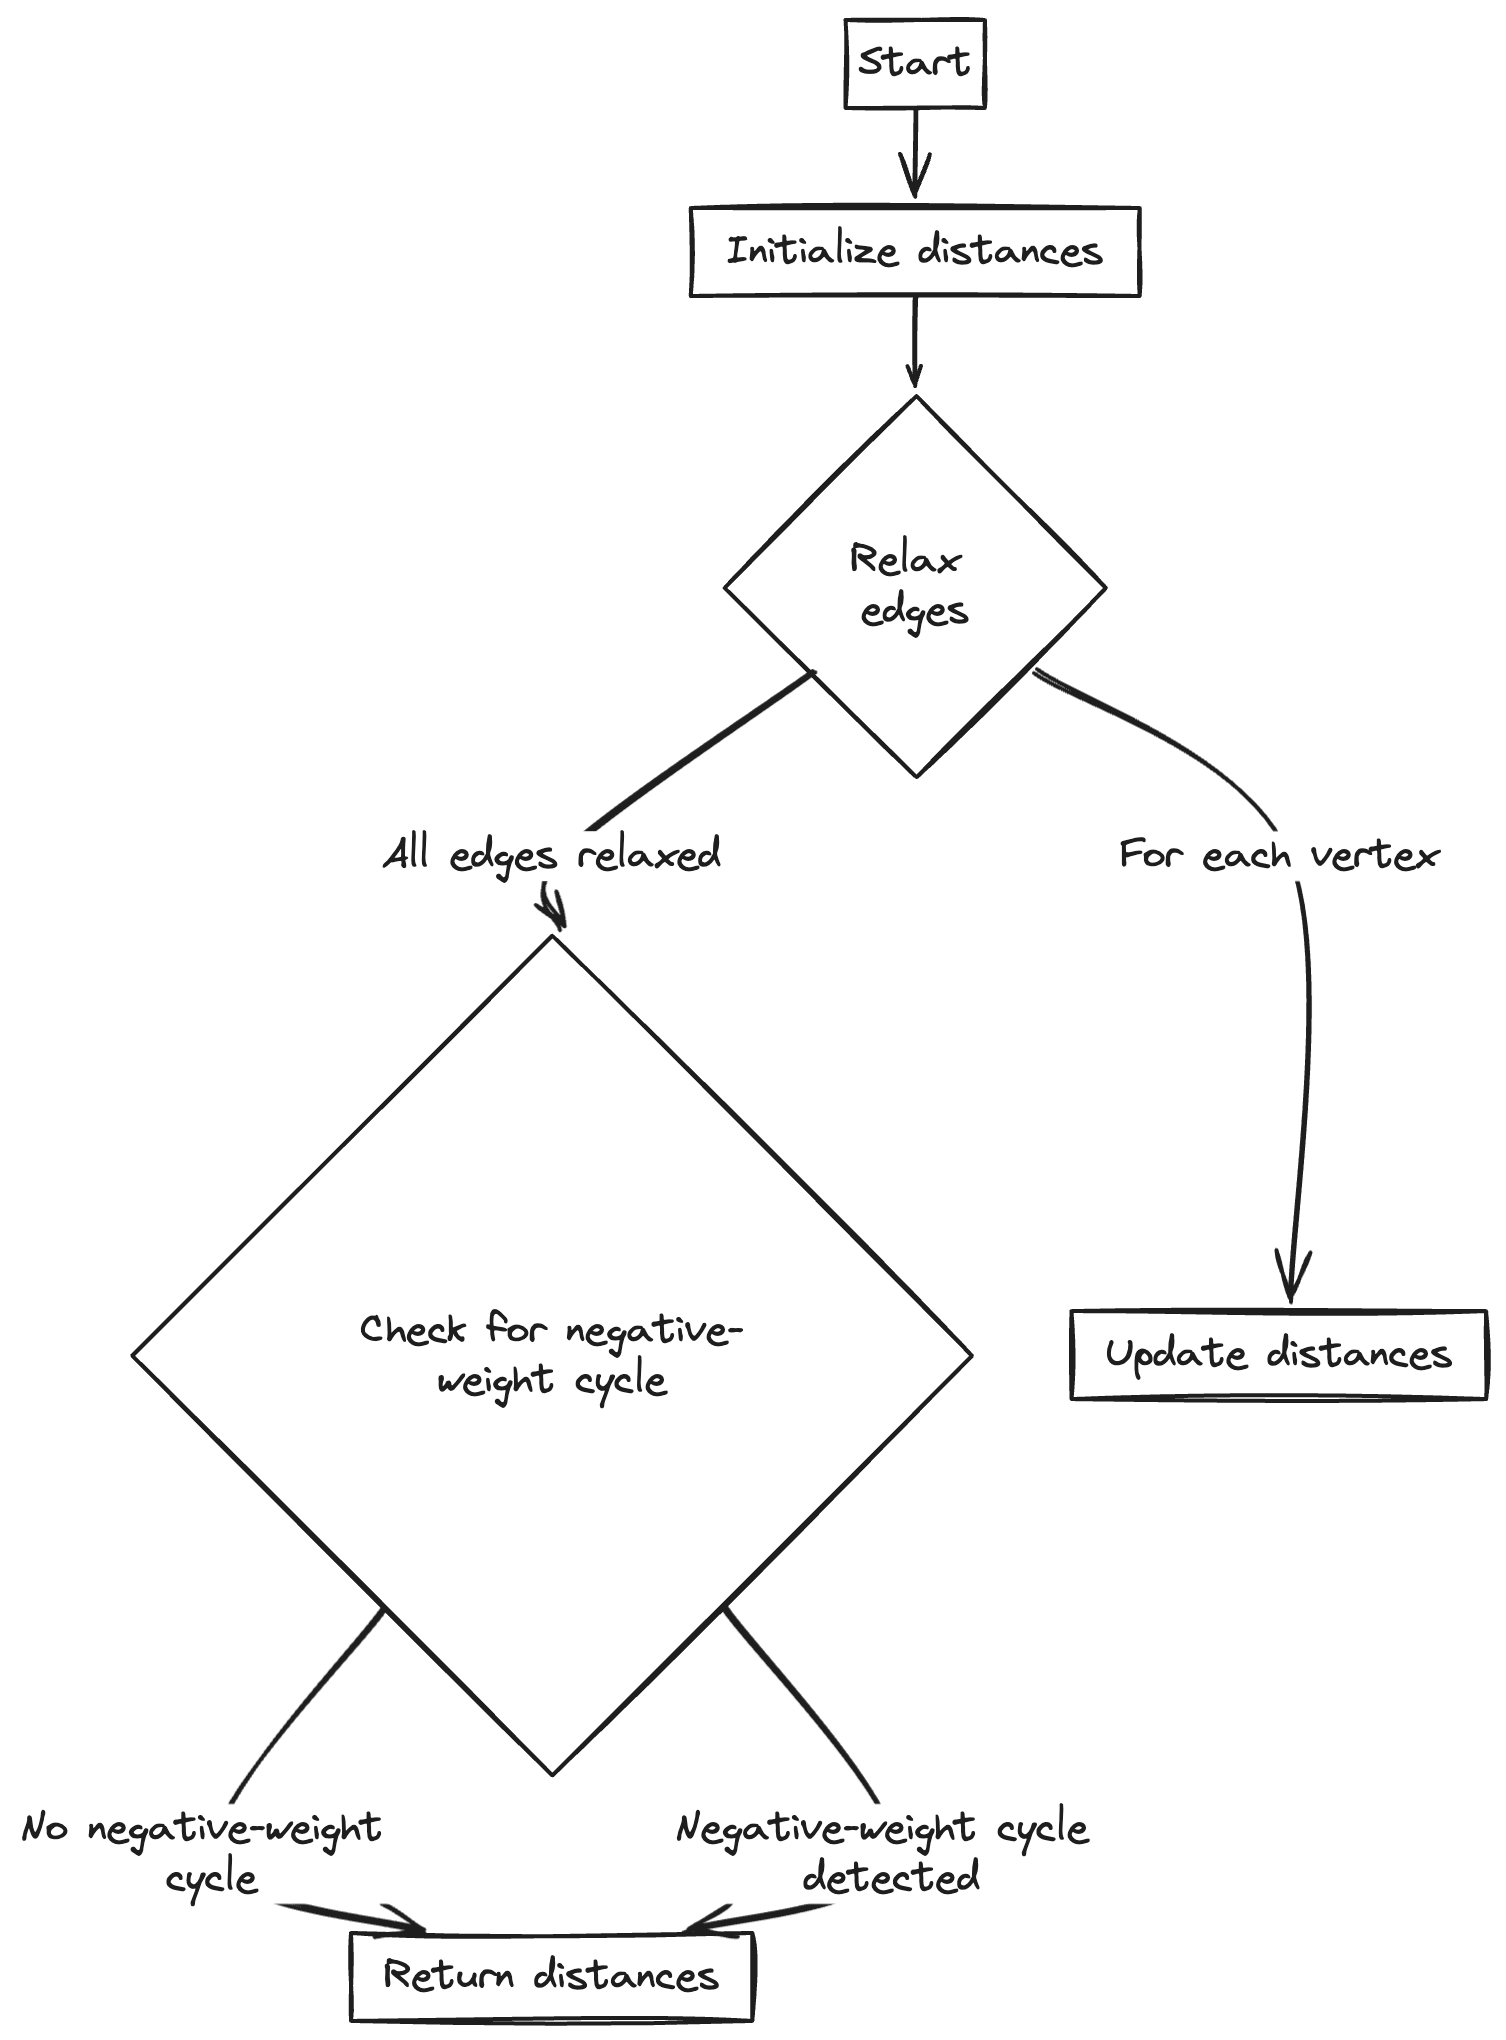 Start
Initialize distances
Relax
edges
All edges relaxed
For each vertex
Check for negative-
weight cycle
Update distances
No negative-weight
cycle
Negative-weight cycle
detected
Return distances